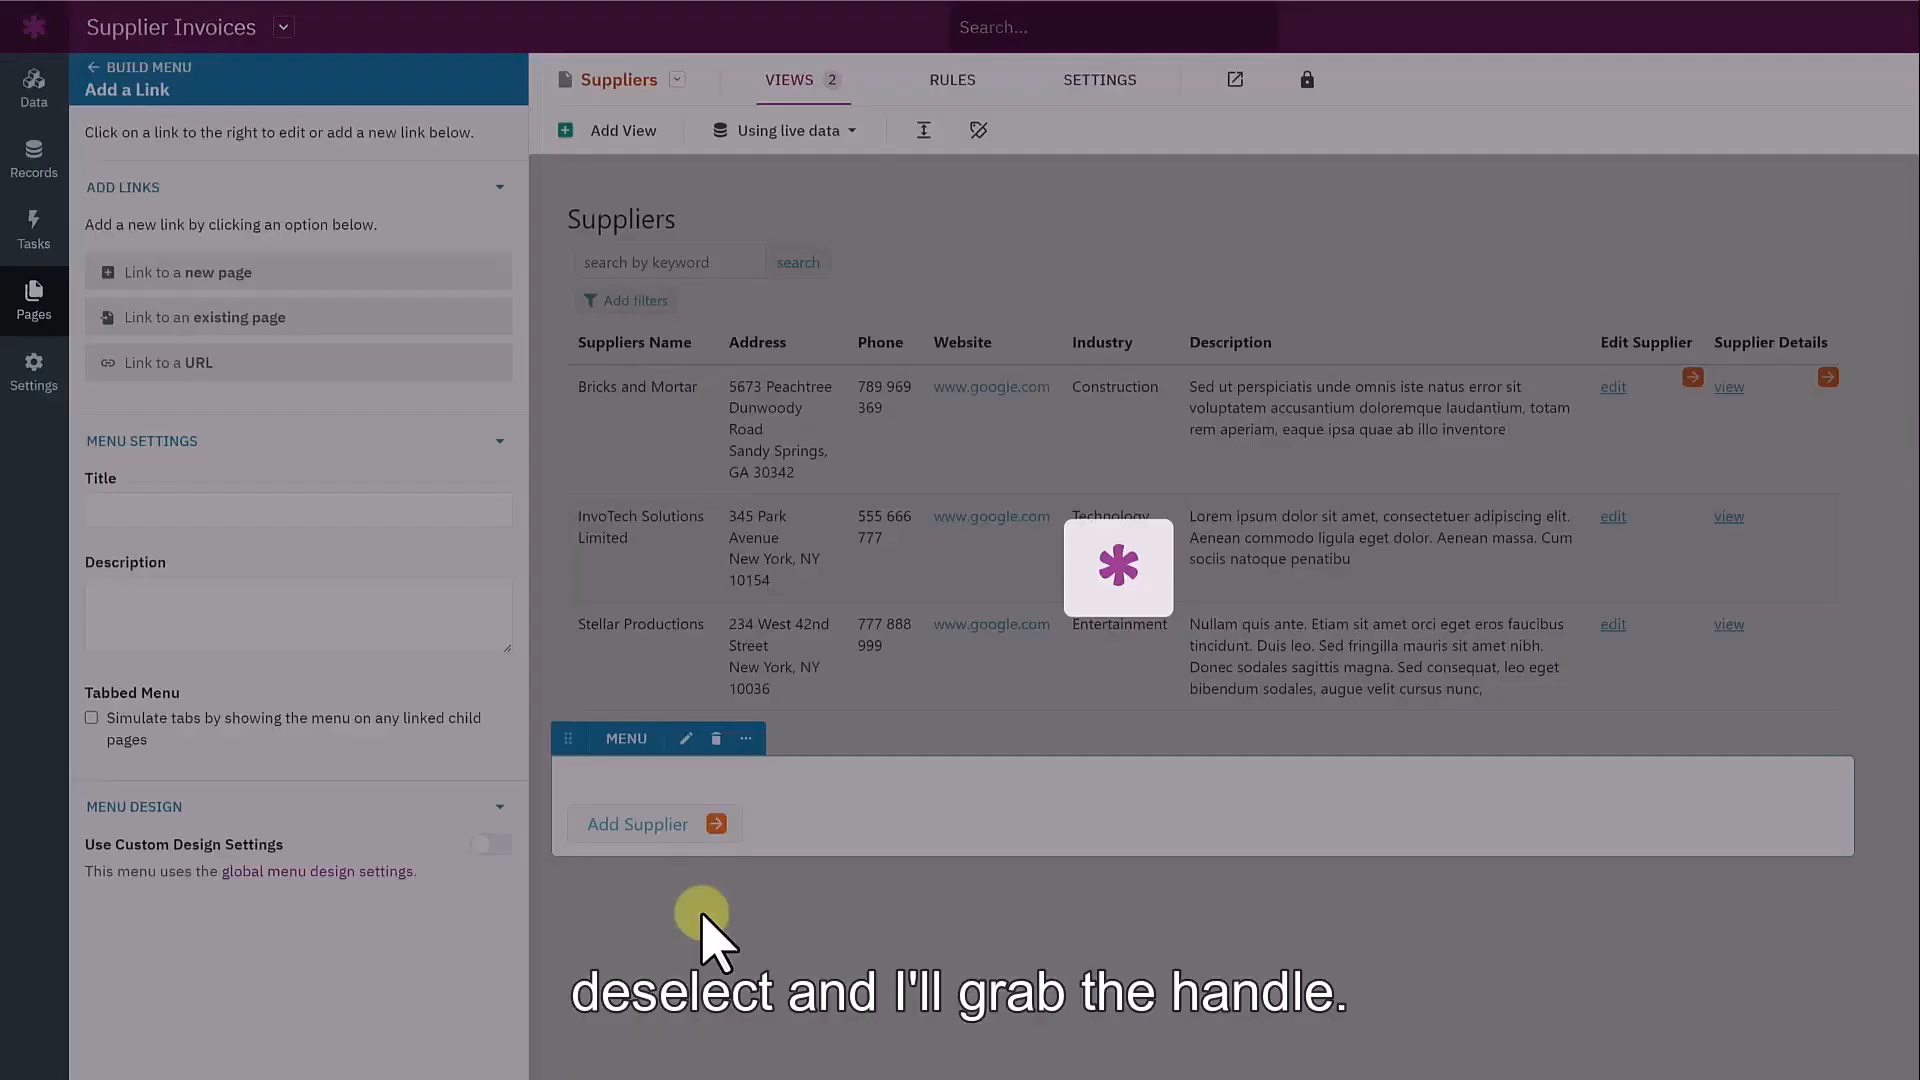 Supplier Invoices
Search...
BUILD MENU
Add a Link
Data
Records
Tasks
Pages
Settings
Click on a link to the right to edit or add a new link below.
ADD LINKS
Add a new link by clicking an option below.
Link to a new page
Link to an existing page
Link to a URL
MENU SETTINGS
Title
Description
Tabbed Menu
Simulate tabs by showing the menu on any linked child
pages
MENU DESIGN
Use Custom Design Settings
This menu uses the global menu design settings.
Suppliers
VIEWS 2
RULES
SETTINGS
Add View
Using live data
Suppliers
search by keyword
search
Add filters
Suppliers Name Address Phone Website Industry Description Edit Supplier Supplier Details
Bricks and Mortar 5673 Peachtree 789 969 www.google.com Construction Sed ut perspiciatis unde omnis iste natus error sit edit view
Dunwoody 369 voluptatem accusantium doloremque laudantium, totam
Road rem aperiam, eaque ipsa quae ab illo inventore
Sandy Springs,
GA 30342
InvoTech Solutions 345 Park 555 666 www.google.com Technology Lorem ipsum dolor sit amet, consectetuer adipiscing elit. edit view
Limited Avenue 777 Aenean commodo ligula eget dolor. Aenean massa. Cum
New York, NY sociis natoque penatibu
10154
Stellar Productions 234 West 42nd 777 888 www.google.com Entertainment Nullam quis ante. Etiam sit amet orci eget eros faucibus edit view
Street 999 tincidunt. Duis leo. Sed fringilla mauris sit amet nibh.
New York, NY Donec sodales sagittis magna. Sed consequat, leo eget
10036 bibendum sodales, augue velit cursus nunc,
MENU
Add Supplier
deselect and I'll grab the handle.